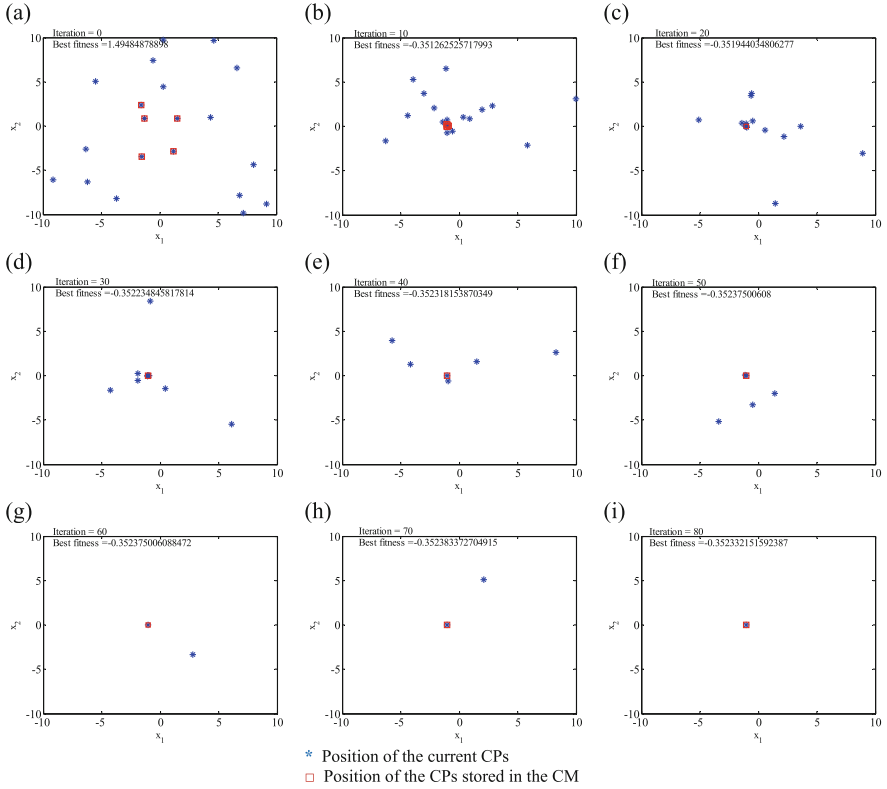 (a)
Iteration = 0
Best fitness =1.49484878898
10
5
0
-5
-10
x2
-10
-5
0
5
10
x1
(b)
Iteration = 10
Best fitness =-0.351262525717993
10
5
0
-5
-10
x2
-10
-5
0
5
10
x1
(c)
Iteration = 20
Best fitness =-0.351944034806277
10
5
0
-5
-10
x2
-10
-5
0
5
10
x1
(d)
Iteration = 30
Best fitness =-0.352234845817814
10
5
0
-5
-10
x2
-10
-5
0
5
10
x1
(e)
Iteration = 40
Best fitness =-0.352318153870349
10
5
0
-5
-10
x2
-10
-5
0
5
10
x1
(f)
Iteration = 50
Best fitness =-0.35237500608
10
5
0
-5
-10
x2
-10
-5
0
5
10
x1
(g)
Iteration = 60
Best fitness =-0.352375006088472
10
5
0
-5
-10
x2
-10
-5
0
5
10
x1
(h)
Iteration = 70
Best fitness =-0.352383372704915
10
5
0
-5
-10
x2
-10
-5
0
5
10
x1
(i)
Iteration = 80
Best fitness =-0.352332151592387
10
5
0
-5
-10
x2
-10
-5
0
5
10
x1
* Position of the current CPs
□ Position of the CPs stored in the CM